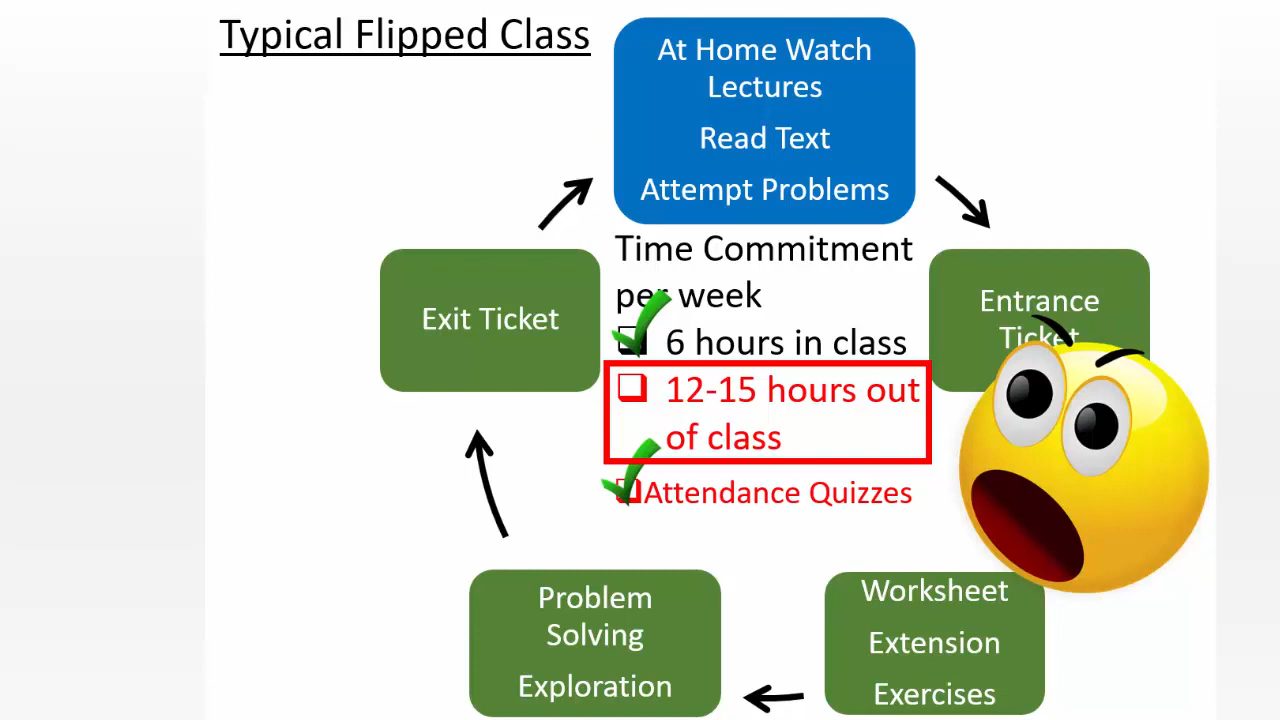 Typical Flipped Class
At Home Watch
Lectures
Read Text
Attempt Problems
Time Commitment
per week
6 hours in class
12-15 hours out
of class
Attendance Quizzes
Exit Ticket
Entrance
Ticket
Worksheet
Extension
Exercises
Problem
Solving
Exploration